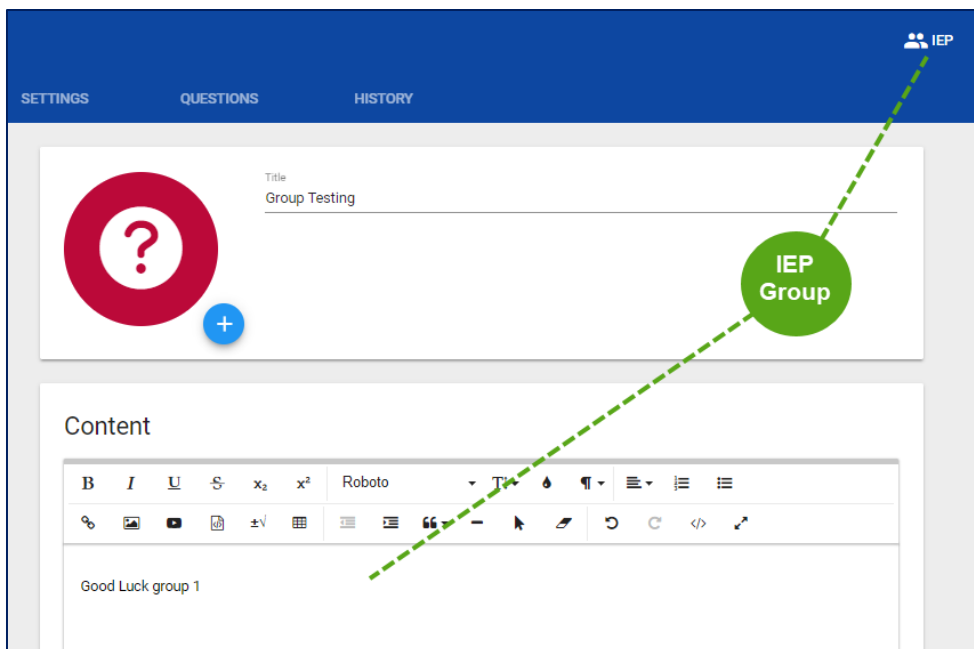 IEP
SETTINGS QUESTIONS HISTORY
Title
Group Testing
IEP
Group
Content
B I U S x₂ x² Roboto
Good Luck group 1